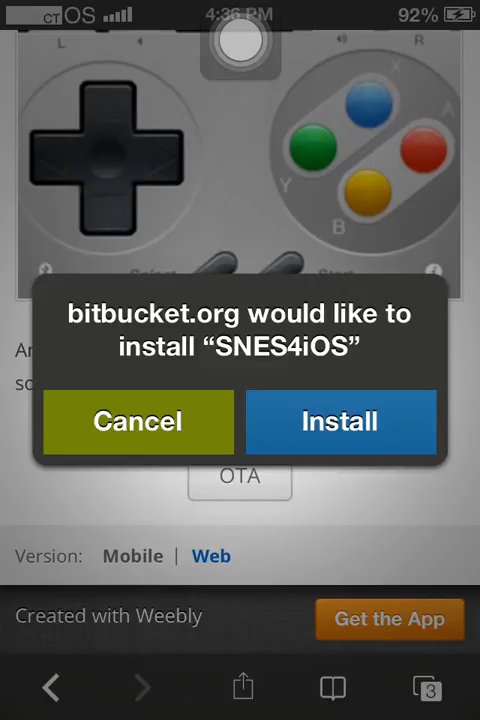 CT OS 4:36 PM 92%
L R
X
A
Y
B
Select Start
bitbucket.org would like to
install “SNES4iOS”
Cancel Install
OTA
Version: Mobile | Web
Created with Weebly Get the App
3